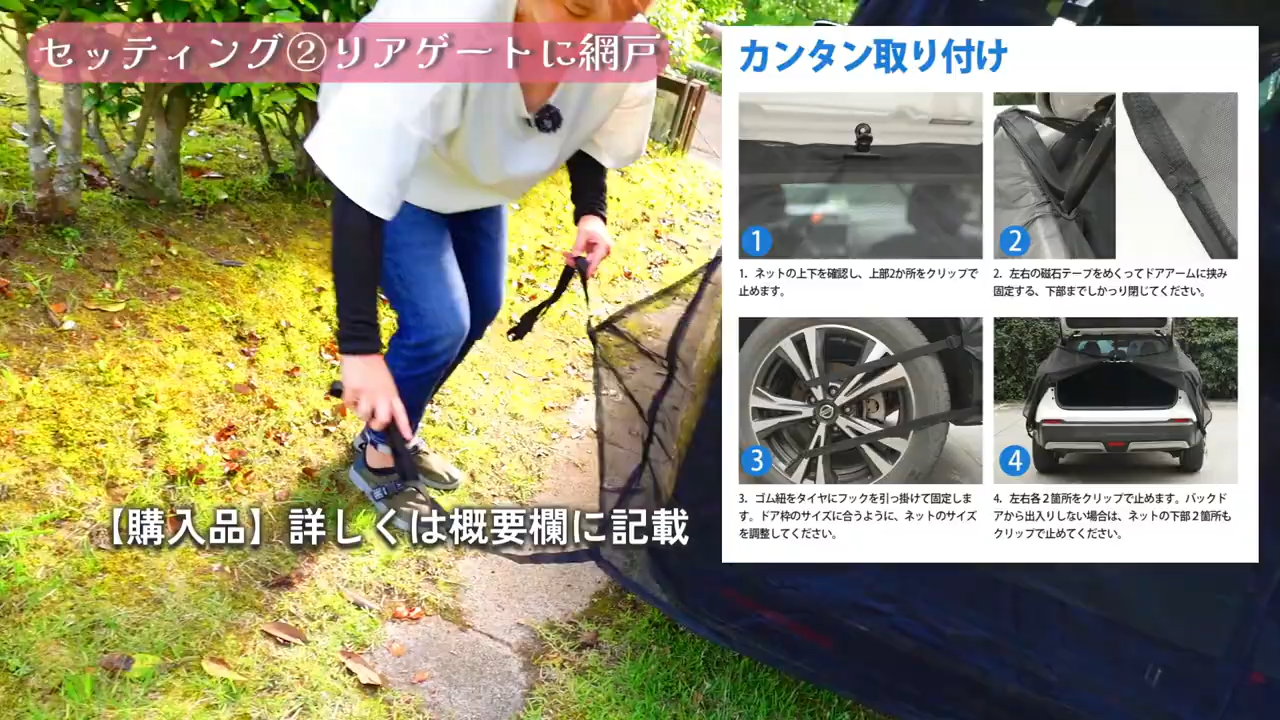 セッティング②リアゲートに網戸
カンタン取り付け
1
2
1. ネットの上下を確認し、上部2か所をクリップで
止めます。
2. 左右の磁石テープをめくってドアアームに挟み
固定する、下部までしかっり閉じてください。
3
4
3. ゴム紐をタイヤにフックを引っ掛けて固定しま
す。ドア枠のサイズに合うように、ネットのサイズ
を調整してください。
4. 左右各２箇所をクリップで止めます。バックド
アから出入りしない場合は、ネットの下部２箇所も
クリップで止めてください。
【購入品】詳しくは概要欄に記載